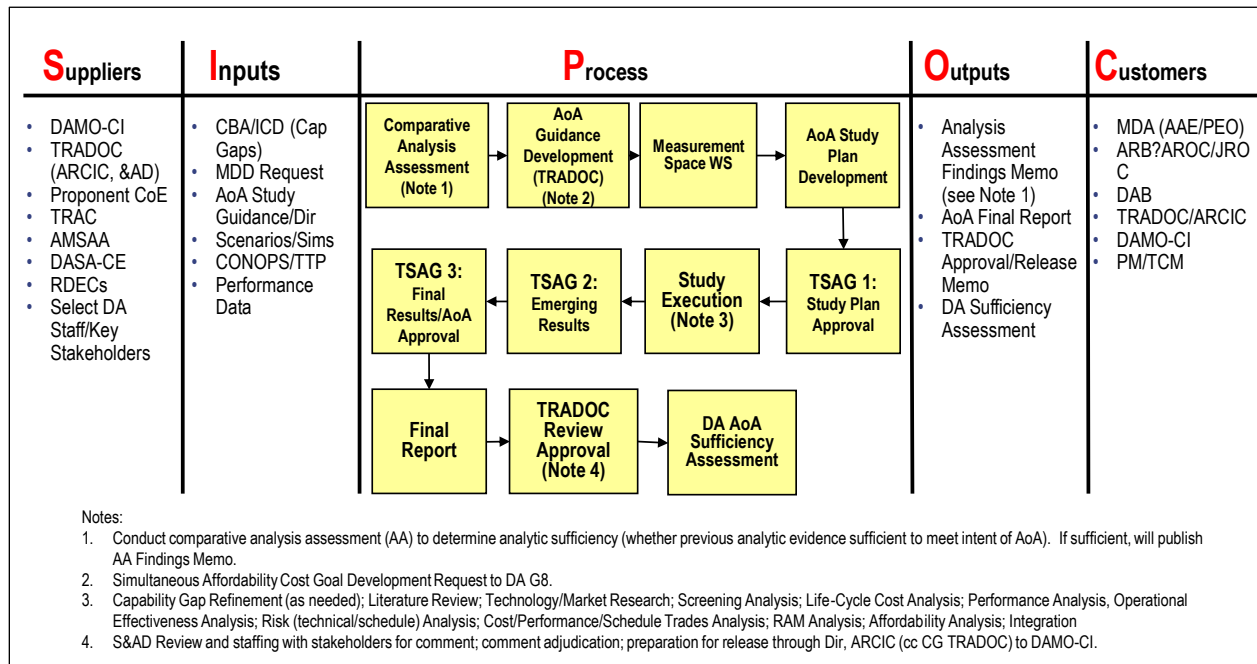 Suppliers
Inputs
Process
Outputs
Customers
• DAMO-CI
• TRADOC
(ARCIC, &AD)
• Proponent CoE
• TRAC
• AMSAA
• DASA-CE
• RDECs
• Select DA
Staff/Key
Stakeholders
• CBA/ICD (Cap
Gaps)
• MDD Request
• AoA Study
Guidance/Dir
• Scenarios/Sims
• CONOPS/TTP
• Performance
Data
Comparative
Analysis
Assessment
(Note 1)
AoA
Guidance
Development
(TRADOC)
(Note 2)
Measurement
Space WS
AoA Study
Plan
Development
TSAG 3:
Final
Results/AoA
Approval
TSAG 2:
Emerging
Results
Study
Execution
(Note 3)
TSAG 1:
Study Plan
Approval
Final
Report
TRADOC
Review
Approval
(Note 4)
DA AoA
Sufficiency
Assessment
• Analysis
Assessment
Findings Memo
(see Note 1)
• AoA Final Report
• TRADOC
Approval/Release
Memo
• DA Sufficiency
Assessment
• MDA (AAE/PEO)
• ARB?AROC/JRO
C
• DAB
• TRADOC/ARCIC
• DAMO-CI
• PM/TCM
Notes:
1. Conduct comparative analysis assessment (AA) to determine analytic sufficiency (whether previous analytic evidence sufficient to meet intent of AoA). If sufficient, will publish
AA Findings Memo.
2. Simultaneous Affordability Cost Goal Development Request to DA G8.
3. Capability Gap Refinement (as needed); Literature Review; Technology/Market Research; Screening Analysis; Life-Cycle Cost Analysis; Performance Analysis, Operational
Effectiveness Analysis; Risk (technical/schedule) Analysis; Cost/Performance/Schedule Trades Analysis; RAM Analysis; Affordability Analysis; Integration
4. S&AD Review and staffing with stakeholders for comment; comment adjudication; preparation for release through Dir, ARCIC (cc CG TRADOC) to DAMO-CI.